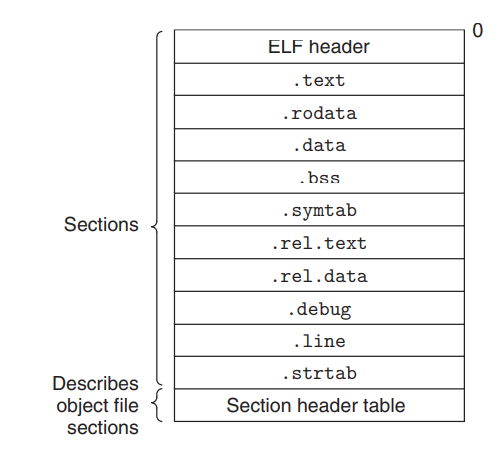 0
ELF header
.text
.rodata
.data
.bss
.symtab
Sections
.rel.text
.rel.data
.debug
.line
.strtab
Describes
object file
sections
Section header table